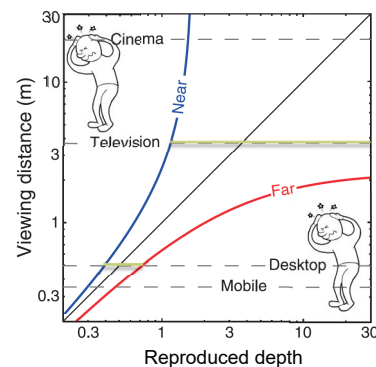 30
Cinema
10
Near
Television
3
Viewing distance (m)
Far
1
Desktop
Mobile
0.3
0.3 1 3 10 30
Reproduced depth